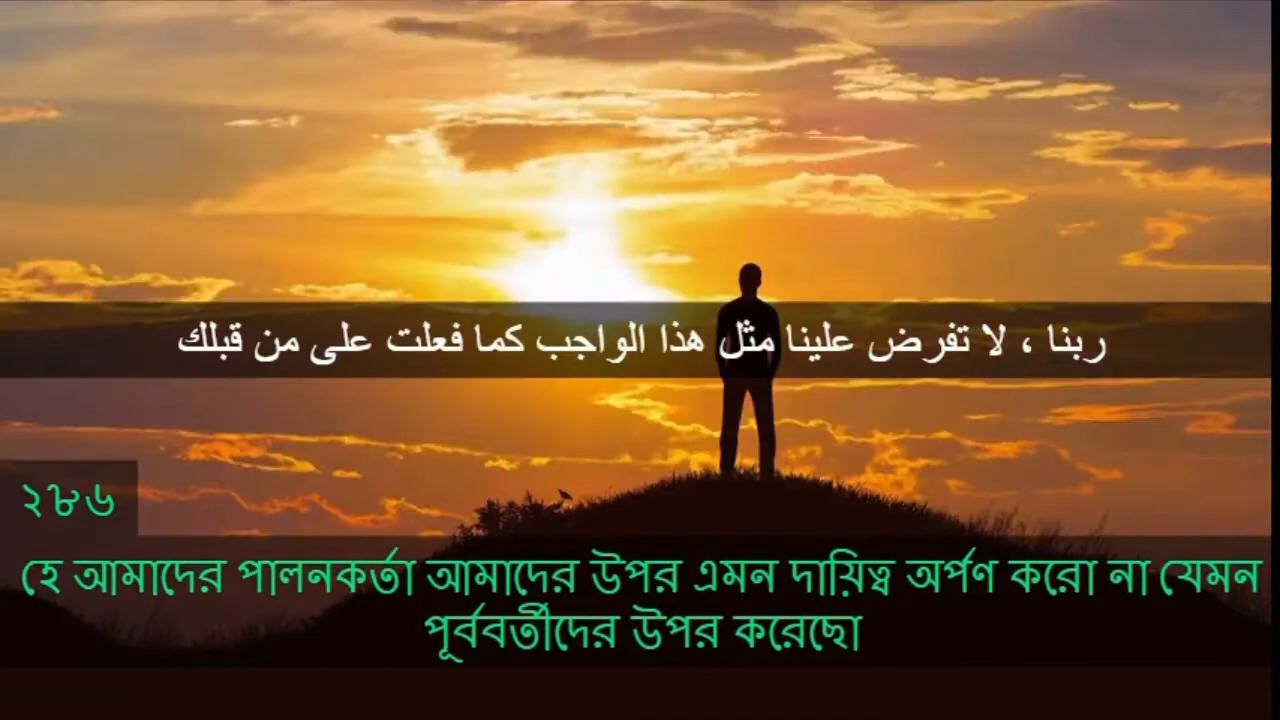 ربنا ، لا تفرض علينا مثل هذا الواجب كما فعلت على من قبلك
২৮৬
হে আমাদের পালনকর্তা আমাদের উপর এমন দায়িত্ব অর্পণ করো না যেমন
পূর্ববর্তীদের উপর করেছো